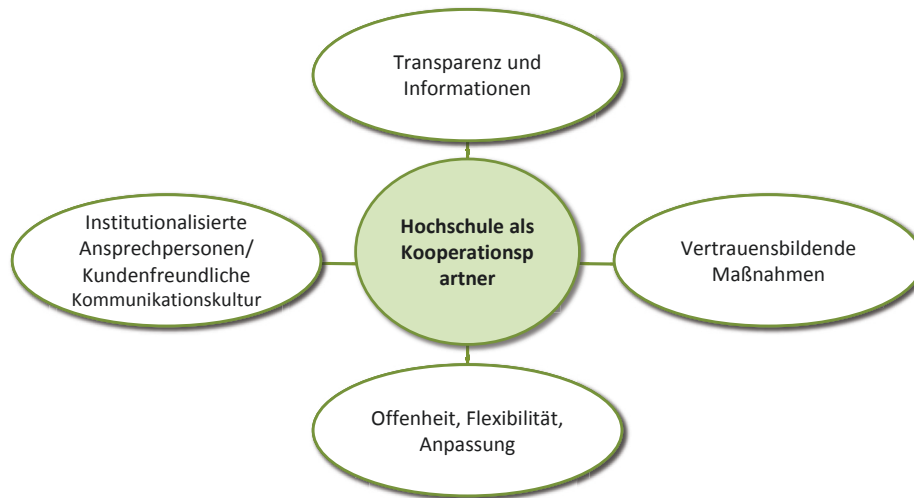 Transparenz und
Informationen
Institutionalisierte
Ansprechpersonen/
Kundenfreundliche
Kommunikationskultur
Hochschule als
Kooperationsp
artner
Vertrauensbildende
Maßnahmen
Offenheit, Flexibilität,
Anpassung